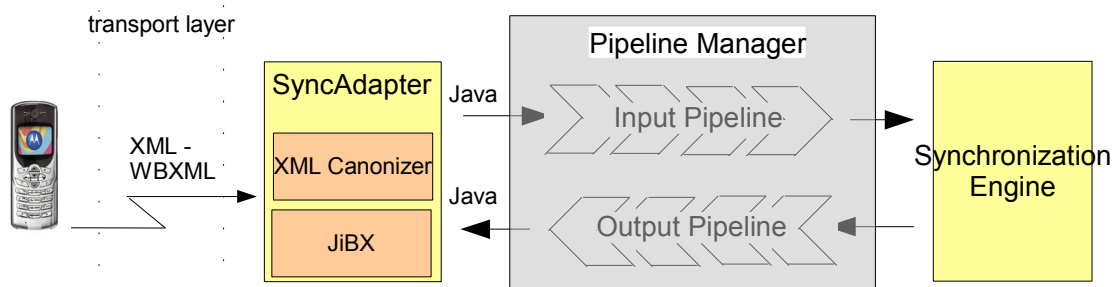 transport layer
Pipeline Manager
SyncAdapter
Java
Input Pipeline
XML -
WBXML
XML Canonizer
Synchronization
Engine
Java
Output Pipeline
JiBX